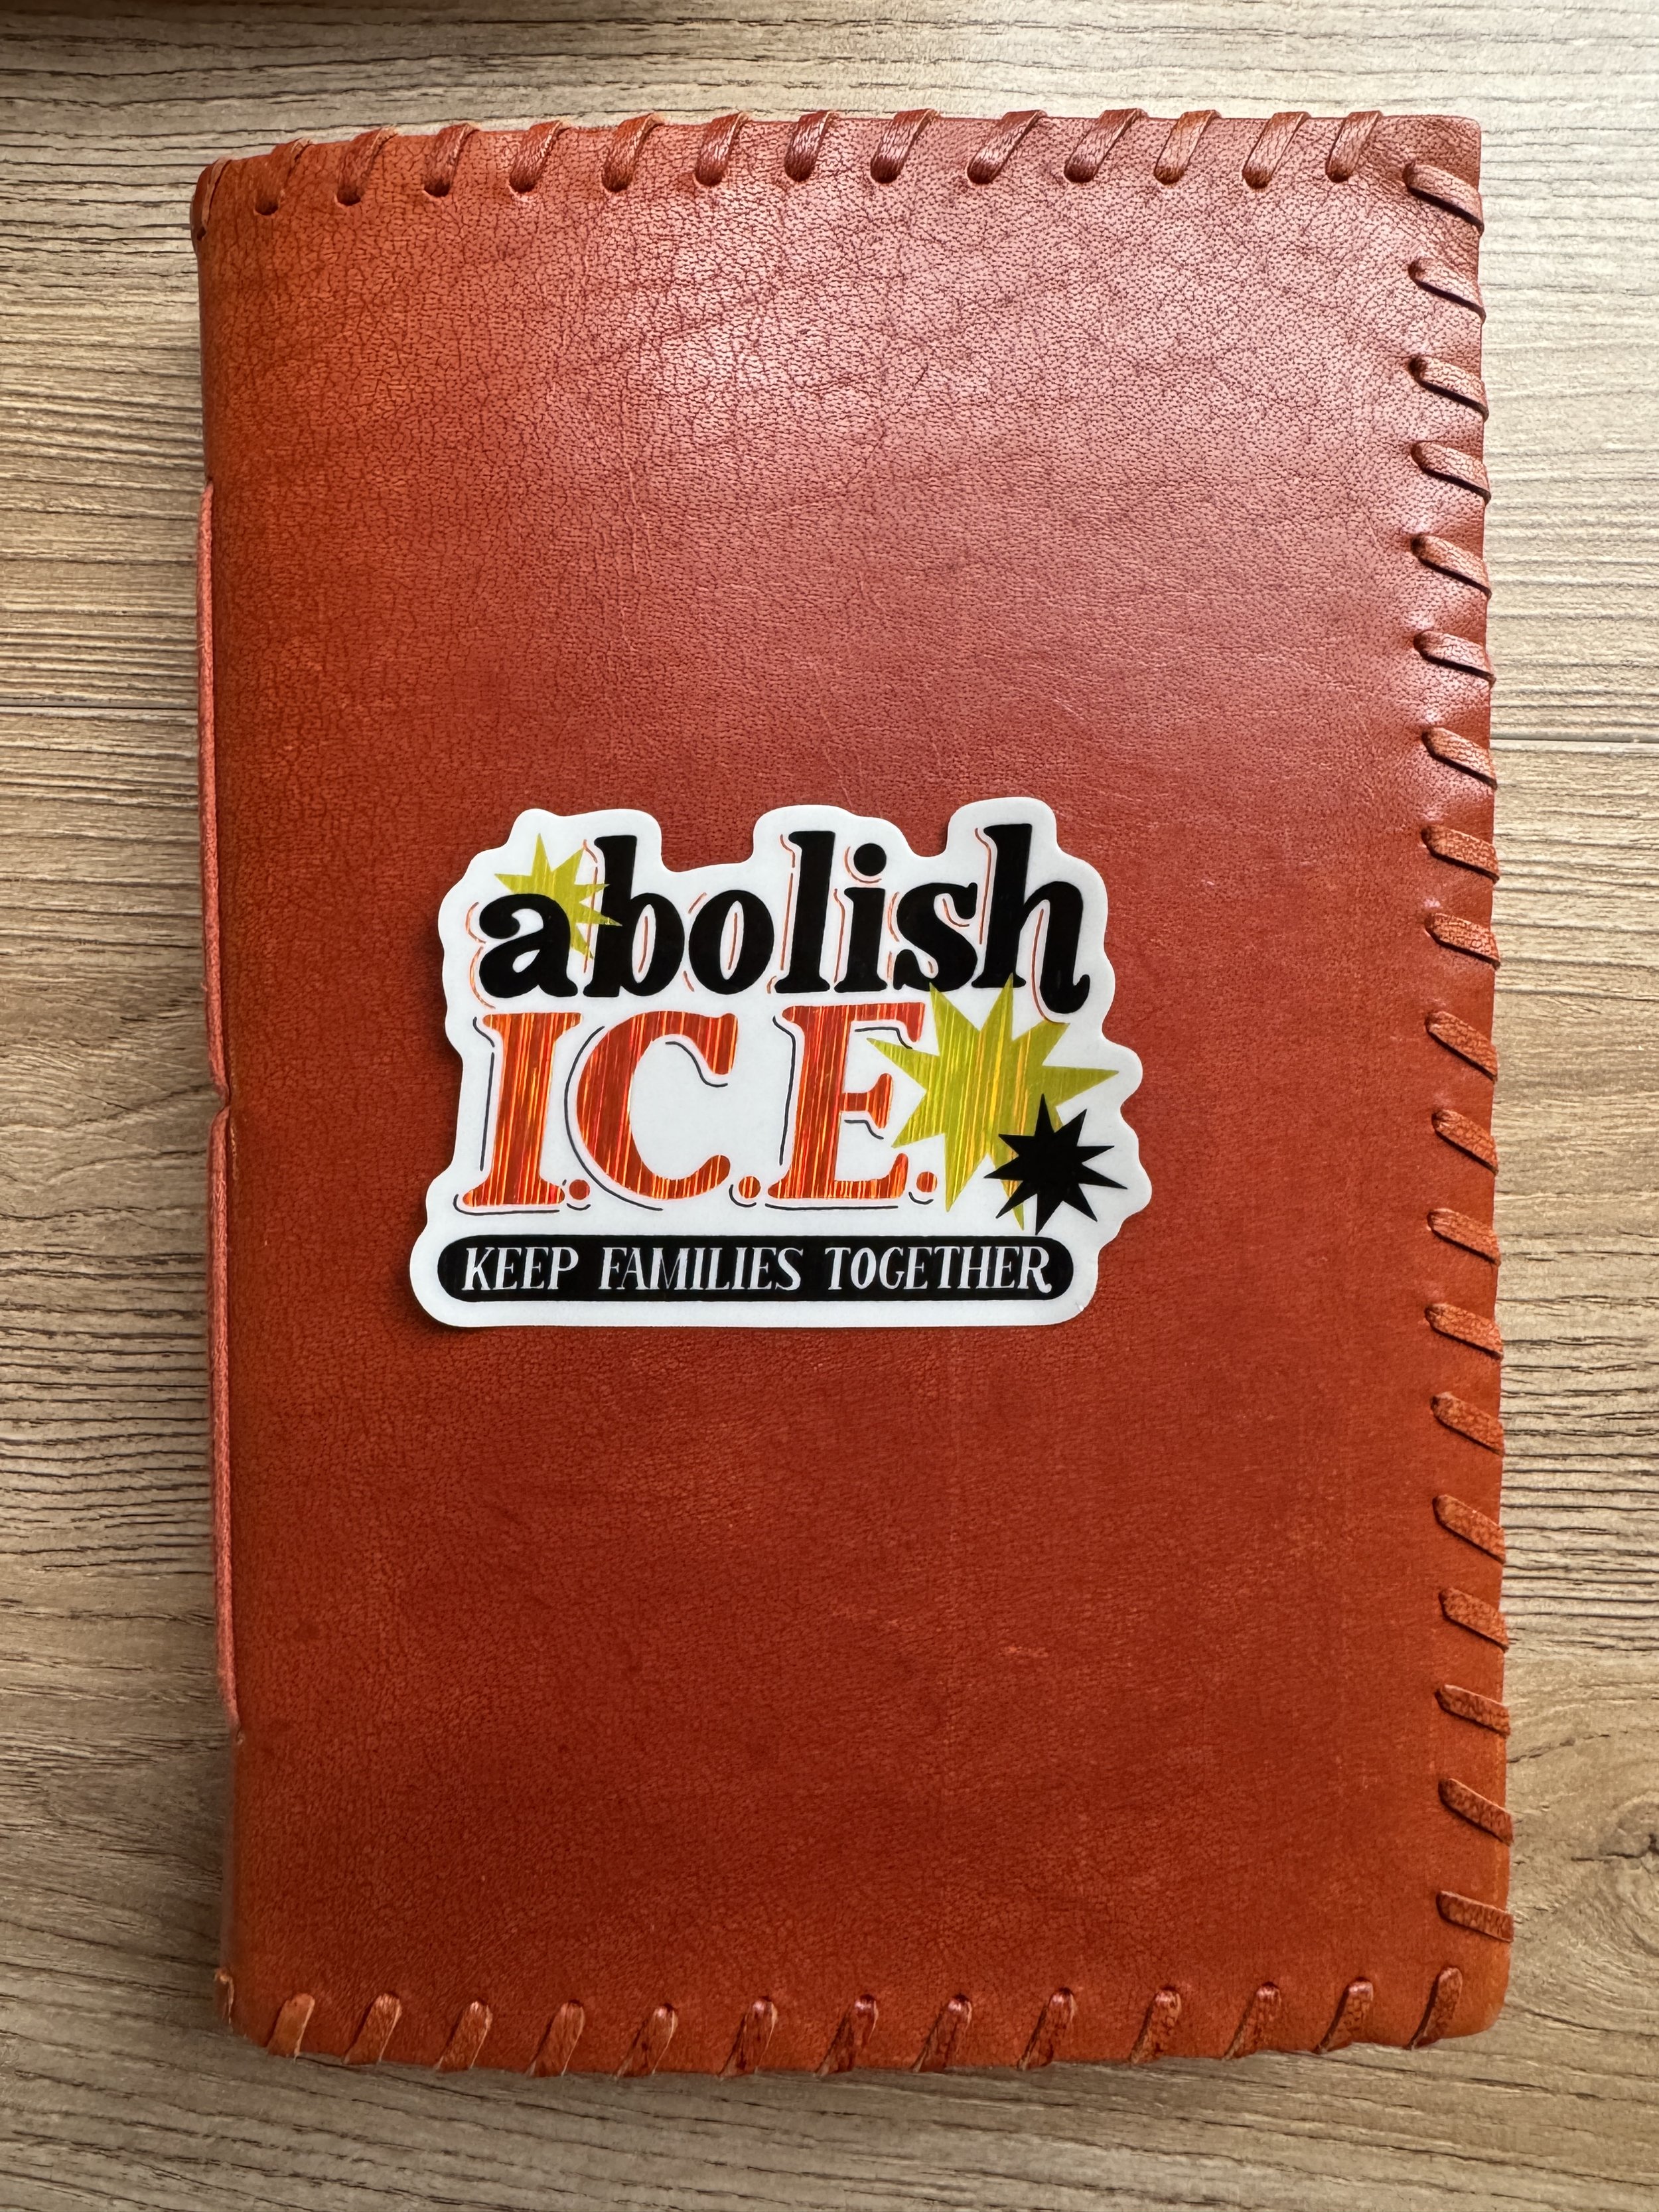 abolish
I.C.E.
KEEP FAMILIES TOGETHER